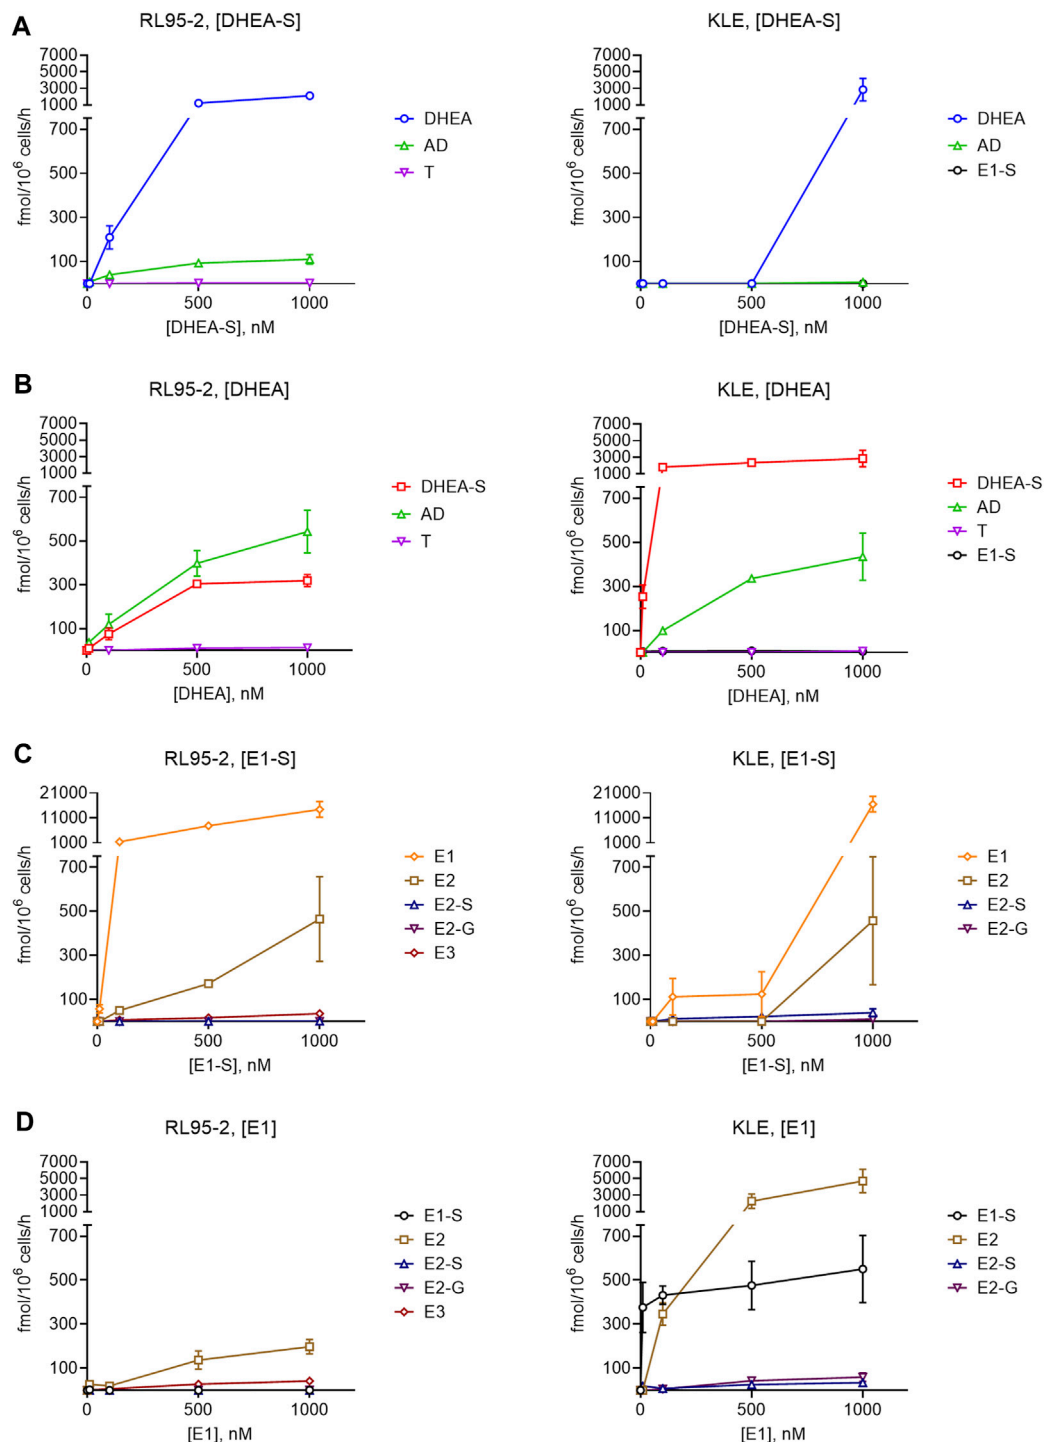 A
RL95-2, [DHEA-S]
7000
5000
3000
1000
700
500
300
100
fmol/10⁶ cells/h
0
500
1000
[DHEA-S], nM
DHEA
AD
T
KLE, [DHEA-S]
7000
5000
3000
1000
700
500
300
100
fmol/10⁶ cells/h
0
500
1000
[DHEA-S], nM
DHEA
AD
E1-S
B
RL95-2, [DHEA]
7000
5000
3000
1000
700
500
300
100
fmol/10⁶ cells/h
0
500
1000
[DHEA], nM
DHEA-S
AD
T
KLE, [DHEA]
7000
5000
3000
1000
700
500
300
100
fmol/10⁶ cells/h
0
500
1000
[DHEA], nM
DHEA-S
AD
T
E1-S
C
RL95-2, [E1-S]
21000
11000
1000
700
500
300
100
fmol/10⁶ cells/h
0
500
1000
[E1-S], nM
E1
E2
E2-S
E2-G
E3
KLE, [E1-S]
21000
11000
1000
700
500
300
100
fmol/10⁶ cells/h
0
500
1000
[E1-S], nM
E1
E2
E2-S
E2-G
D
RL95-2, [E1]
7000
5000
3000
1000
700
500
300
100
fmol/10⁶ cells/h
0
500
1000
[E1], nM
E1-S
E2
E2-S
E2-G
E3
KLE, [E1]
7000
5000
3000
1000
700
500
300
100
fmol/10⁶ cells/h
0
500
1000
[E1], nM
E1-S
E2
E2-S
E2-G